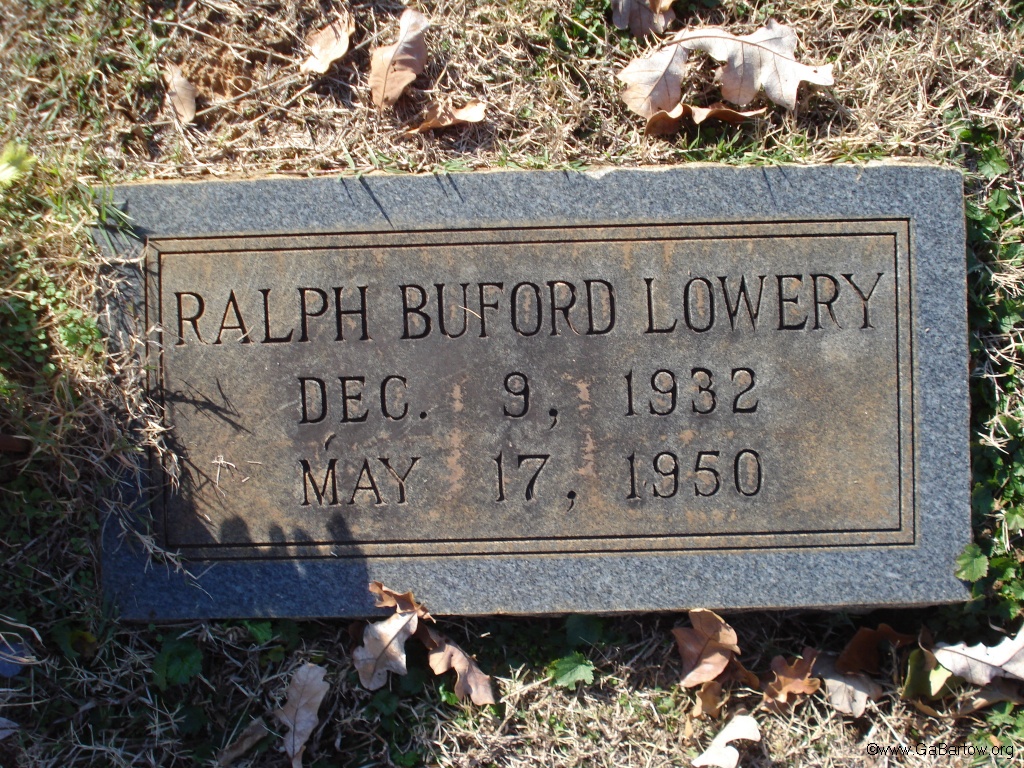 RALPH BUFORD LOWERY
DEC. 9, 1932
MAY 17, 1950
©www.GaBartow.org